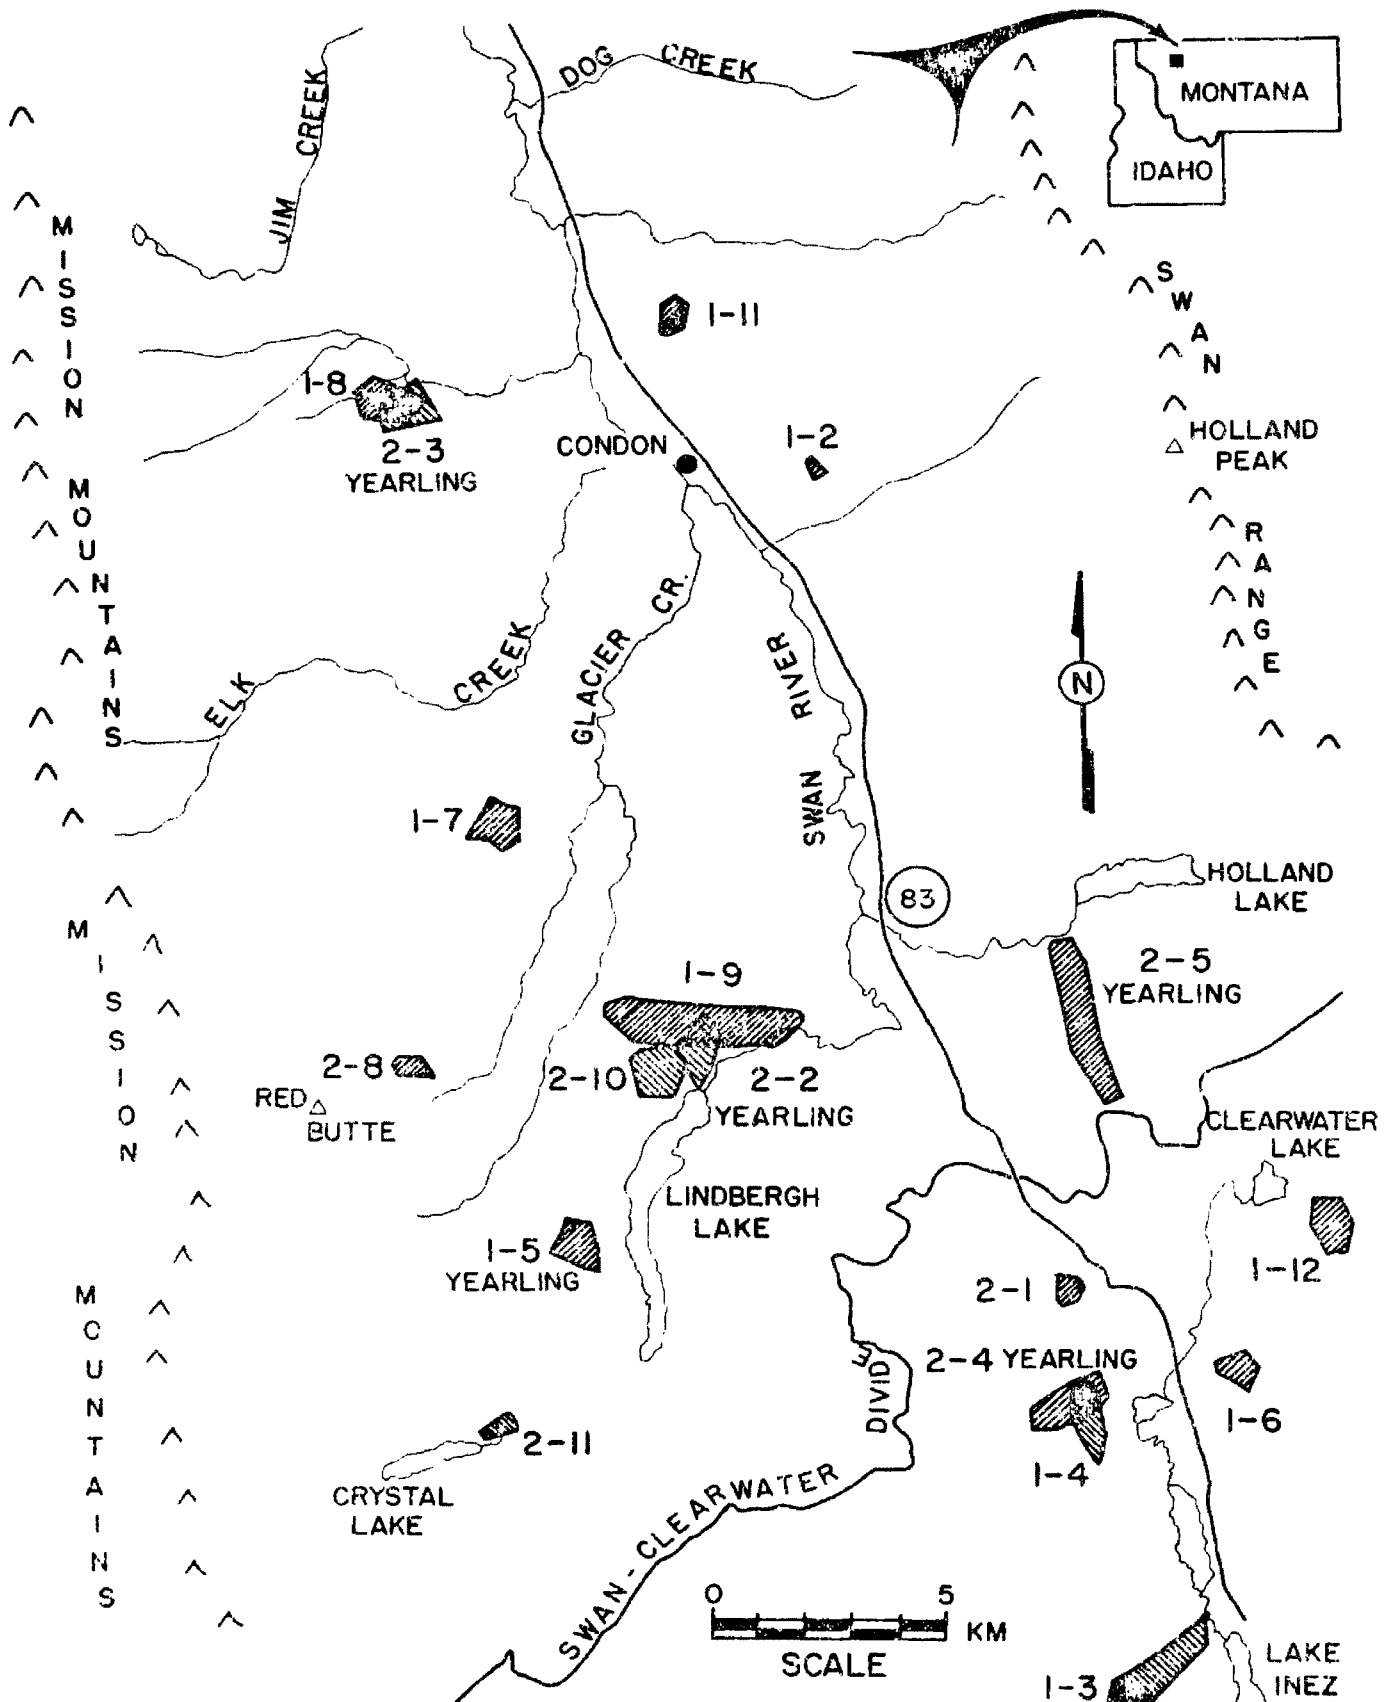 DOG CREEK
JIM CREEK
MONTANA
IDAHO
MISSION MOUNTAINS
SWAN RANGE
1-11
1-8
2-3
YEARLING
CONDON
1-2
HOLLAND
PEAK
ELK CREEK
GLACIER CR.
SWAN RIVER
N
1-7
83
HOLLAND
LAKE
MISSION MOUNTAINS
1-9
2-5
YEARLING
2-8
RED
BUTTE
2-10
2-2
YEARLING
CLEARWATER
LAKE
LINDBERGH
LAKE
1-5
YEARLING
1-12
2-1
2-4 YEARLING
1-6
1-4
2-11
CRYSTAL
LAKE
SWAN-CLEARWATER DIVIDE
0 5
KM
SCALE
1-3
LAKE
INEZ